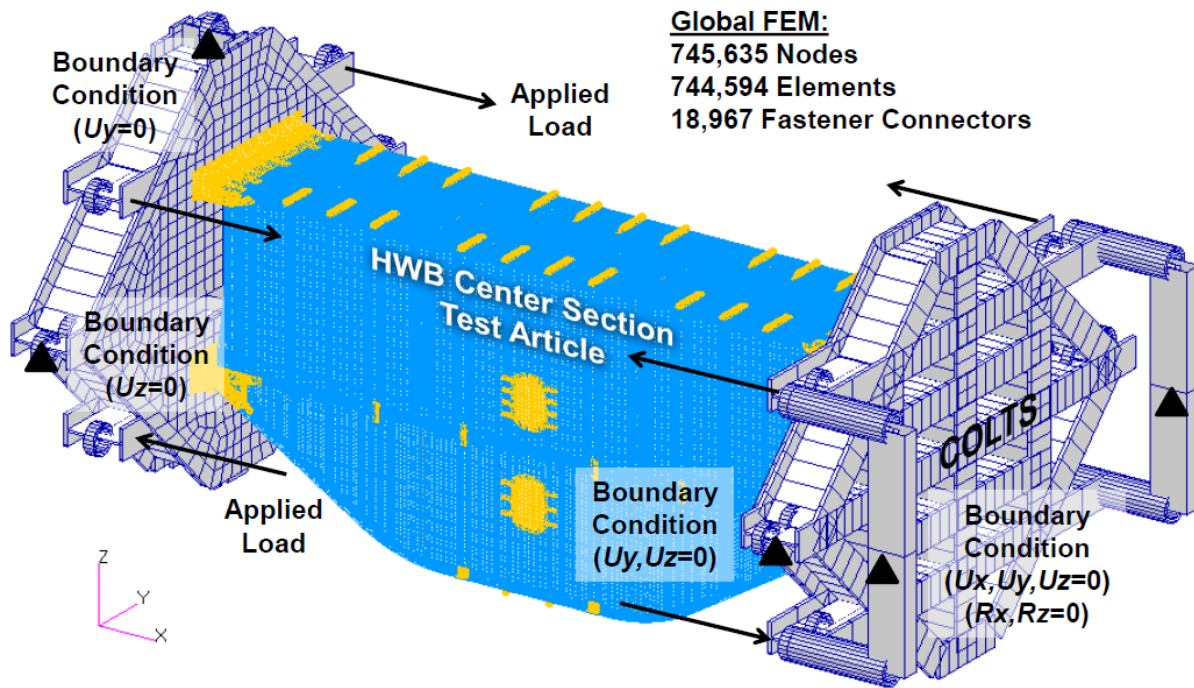 Global FEM:
745,635 Nodes
744,594 Elements
18,967 Fastener Connectors
Boundary
Condition
(Uy=0)
Applied
Load
HWB Center Section
Test Article
Boundary
Condition
(Uz=0)
COLTS
Applied
Load
Boundary
Condition
(Uy,Uz=0)
Boundary
Condition
(Ux,Uy,Uz=0)
(Rx,Rz=0)
Z
Y
X